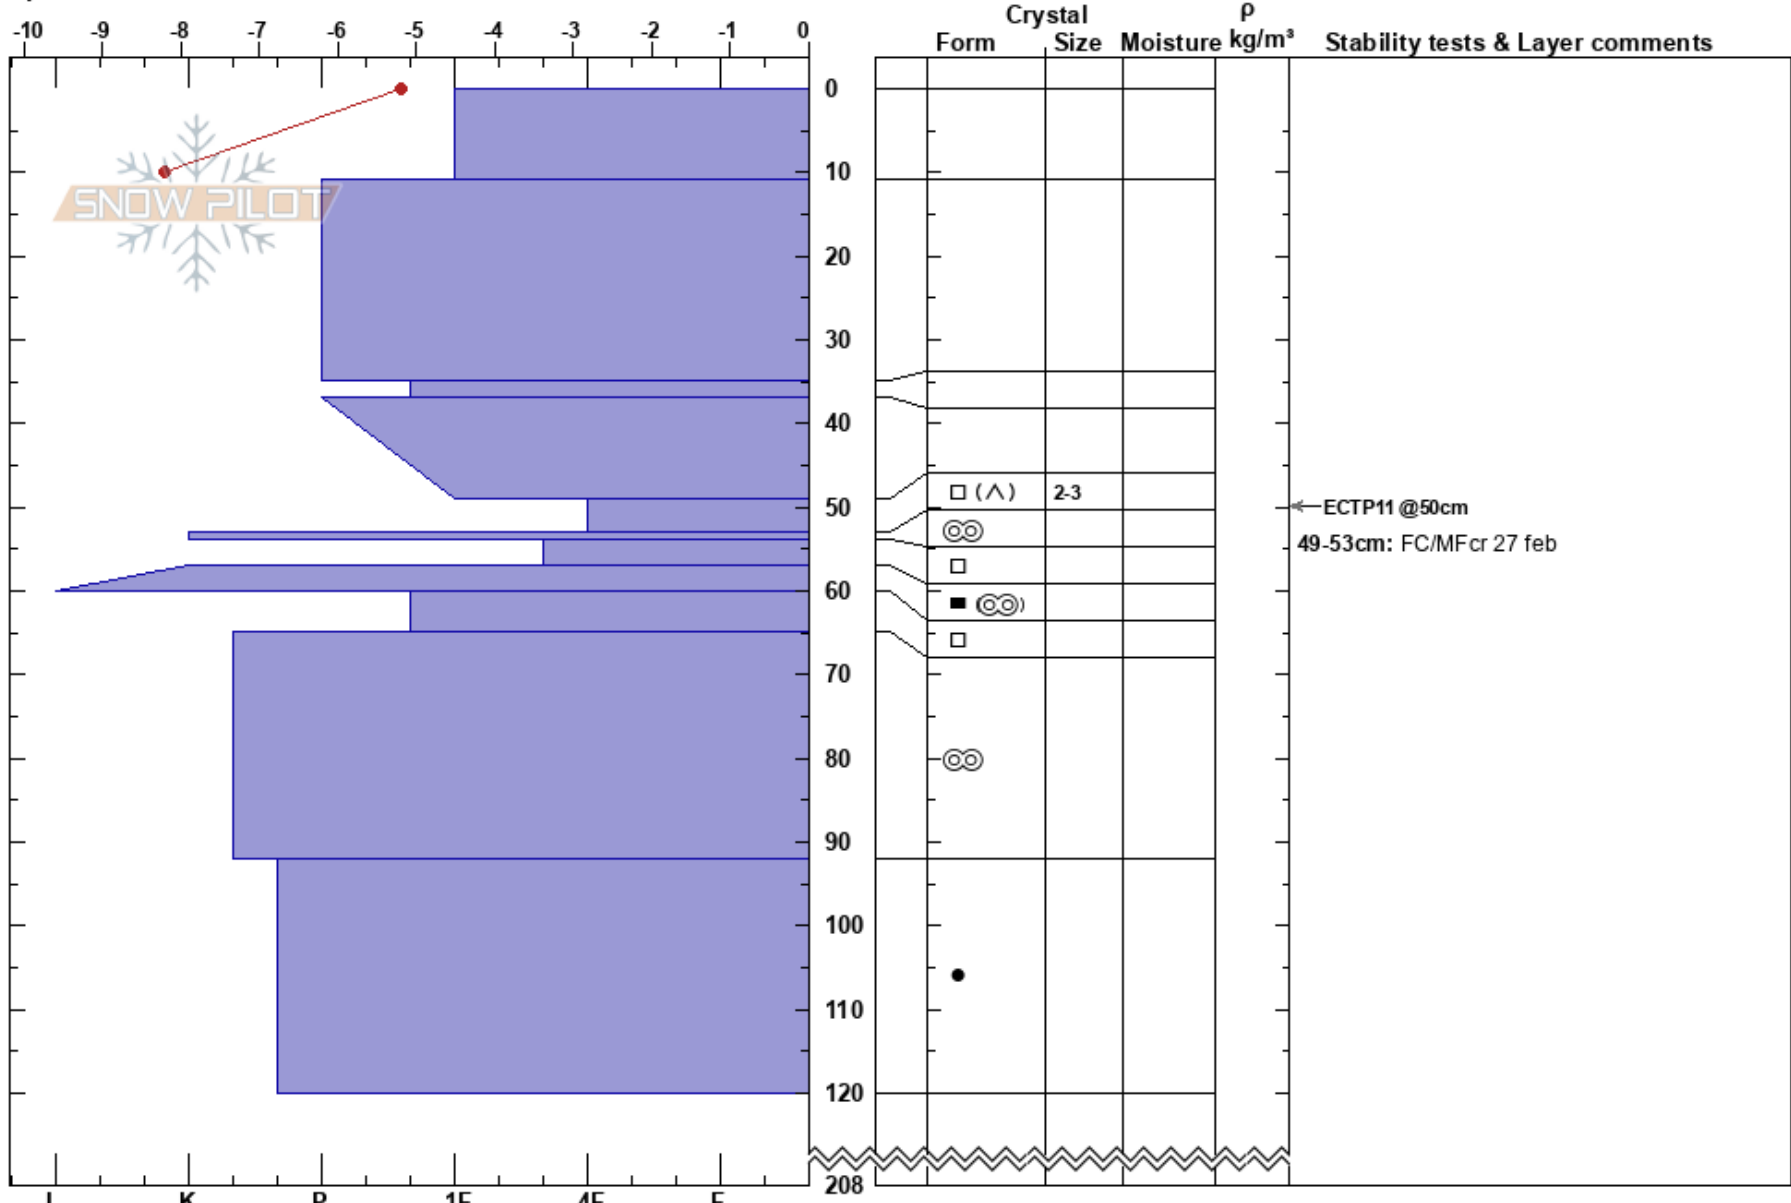 Crystal ρ
-10 -9 -8 -7 -6 -5 -4 -3 -2 -1 0 Form Size Moisture kg/m³ Stability tests & Layer comments
0
10
SNOW PILOT
20
30
40
2-3
50 ECTP11 @50cm
49-53cm: FC/MFcr 27 feb
60
70
80
90
100
110
120
208
I K P 1F 4F F